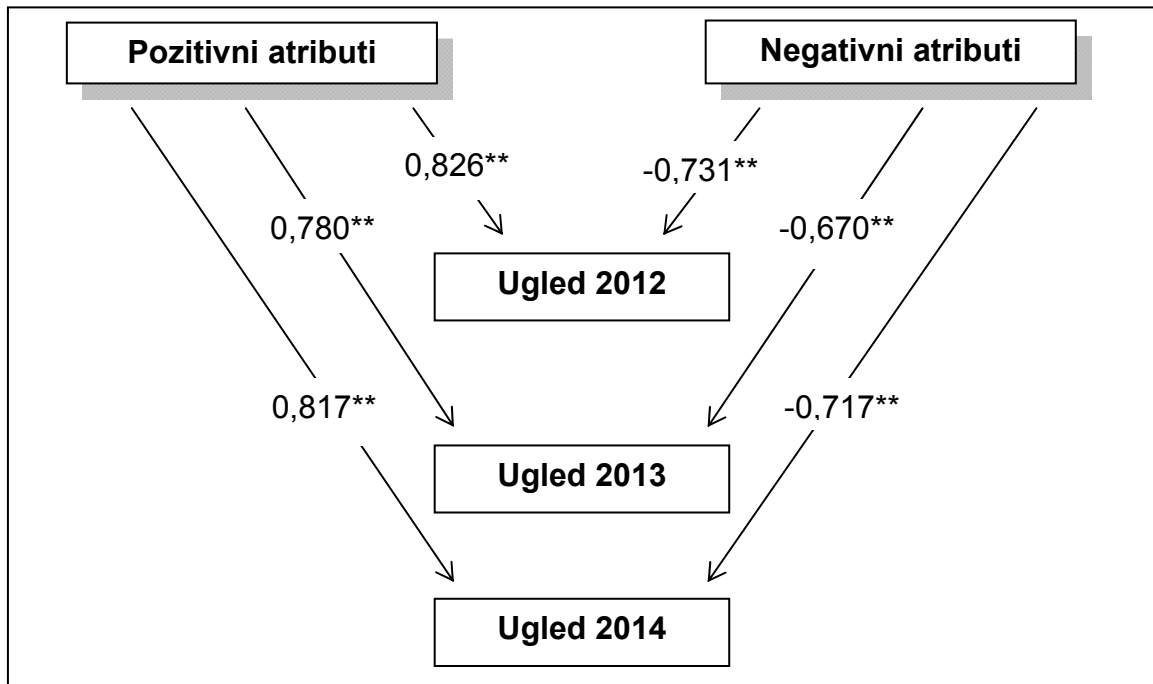 Pozitivni atributi
Negativni atributi
0,826**
-0,731**
0,780**
-0,670**
Ugled 2012
0,817**
-0,717**
Ugled 2013
Ugled 2014